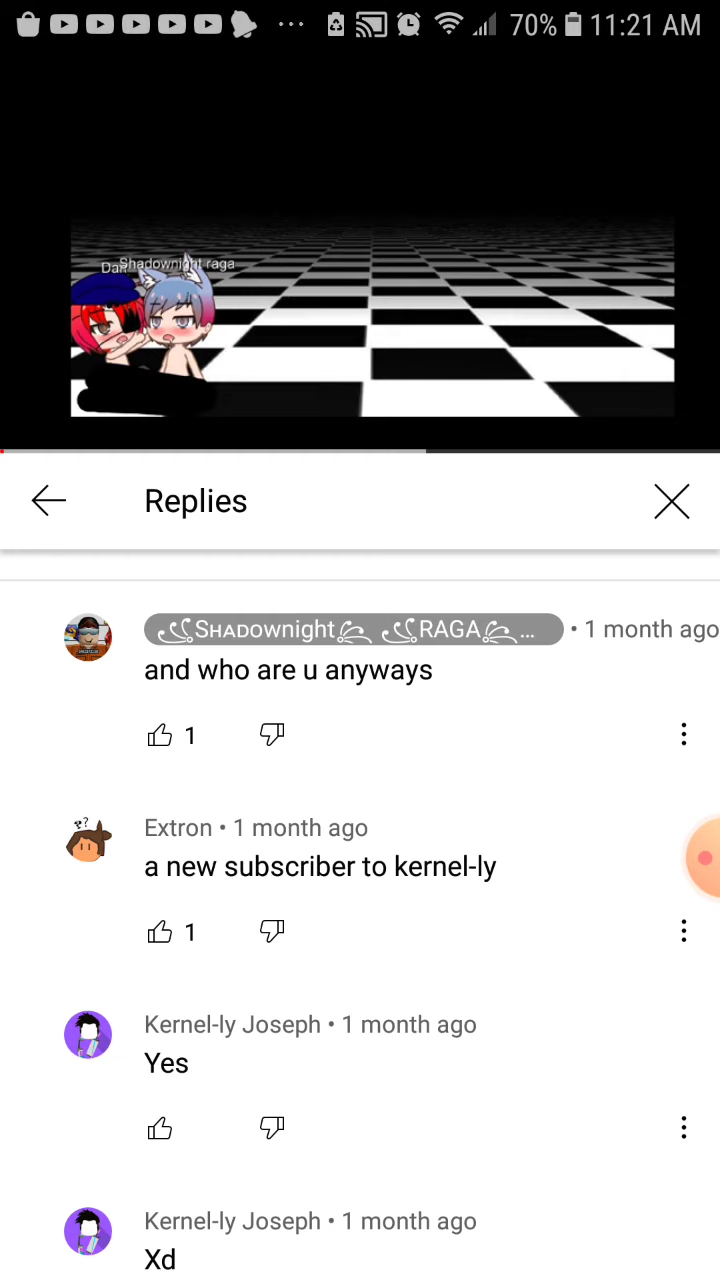 70% 11:21 AM
Shadownight raga
Replies
SHADOwnight RAGA... • 1 month ago
and who are u anyways
1
Extron • 1 month ago
a new subscriber to kernel-ly
1
Kernel-ly Joseph • 1 month ago
Yes
Kernel-ly Joseph • 1 month ago
Xd